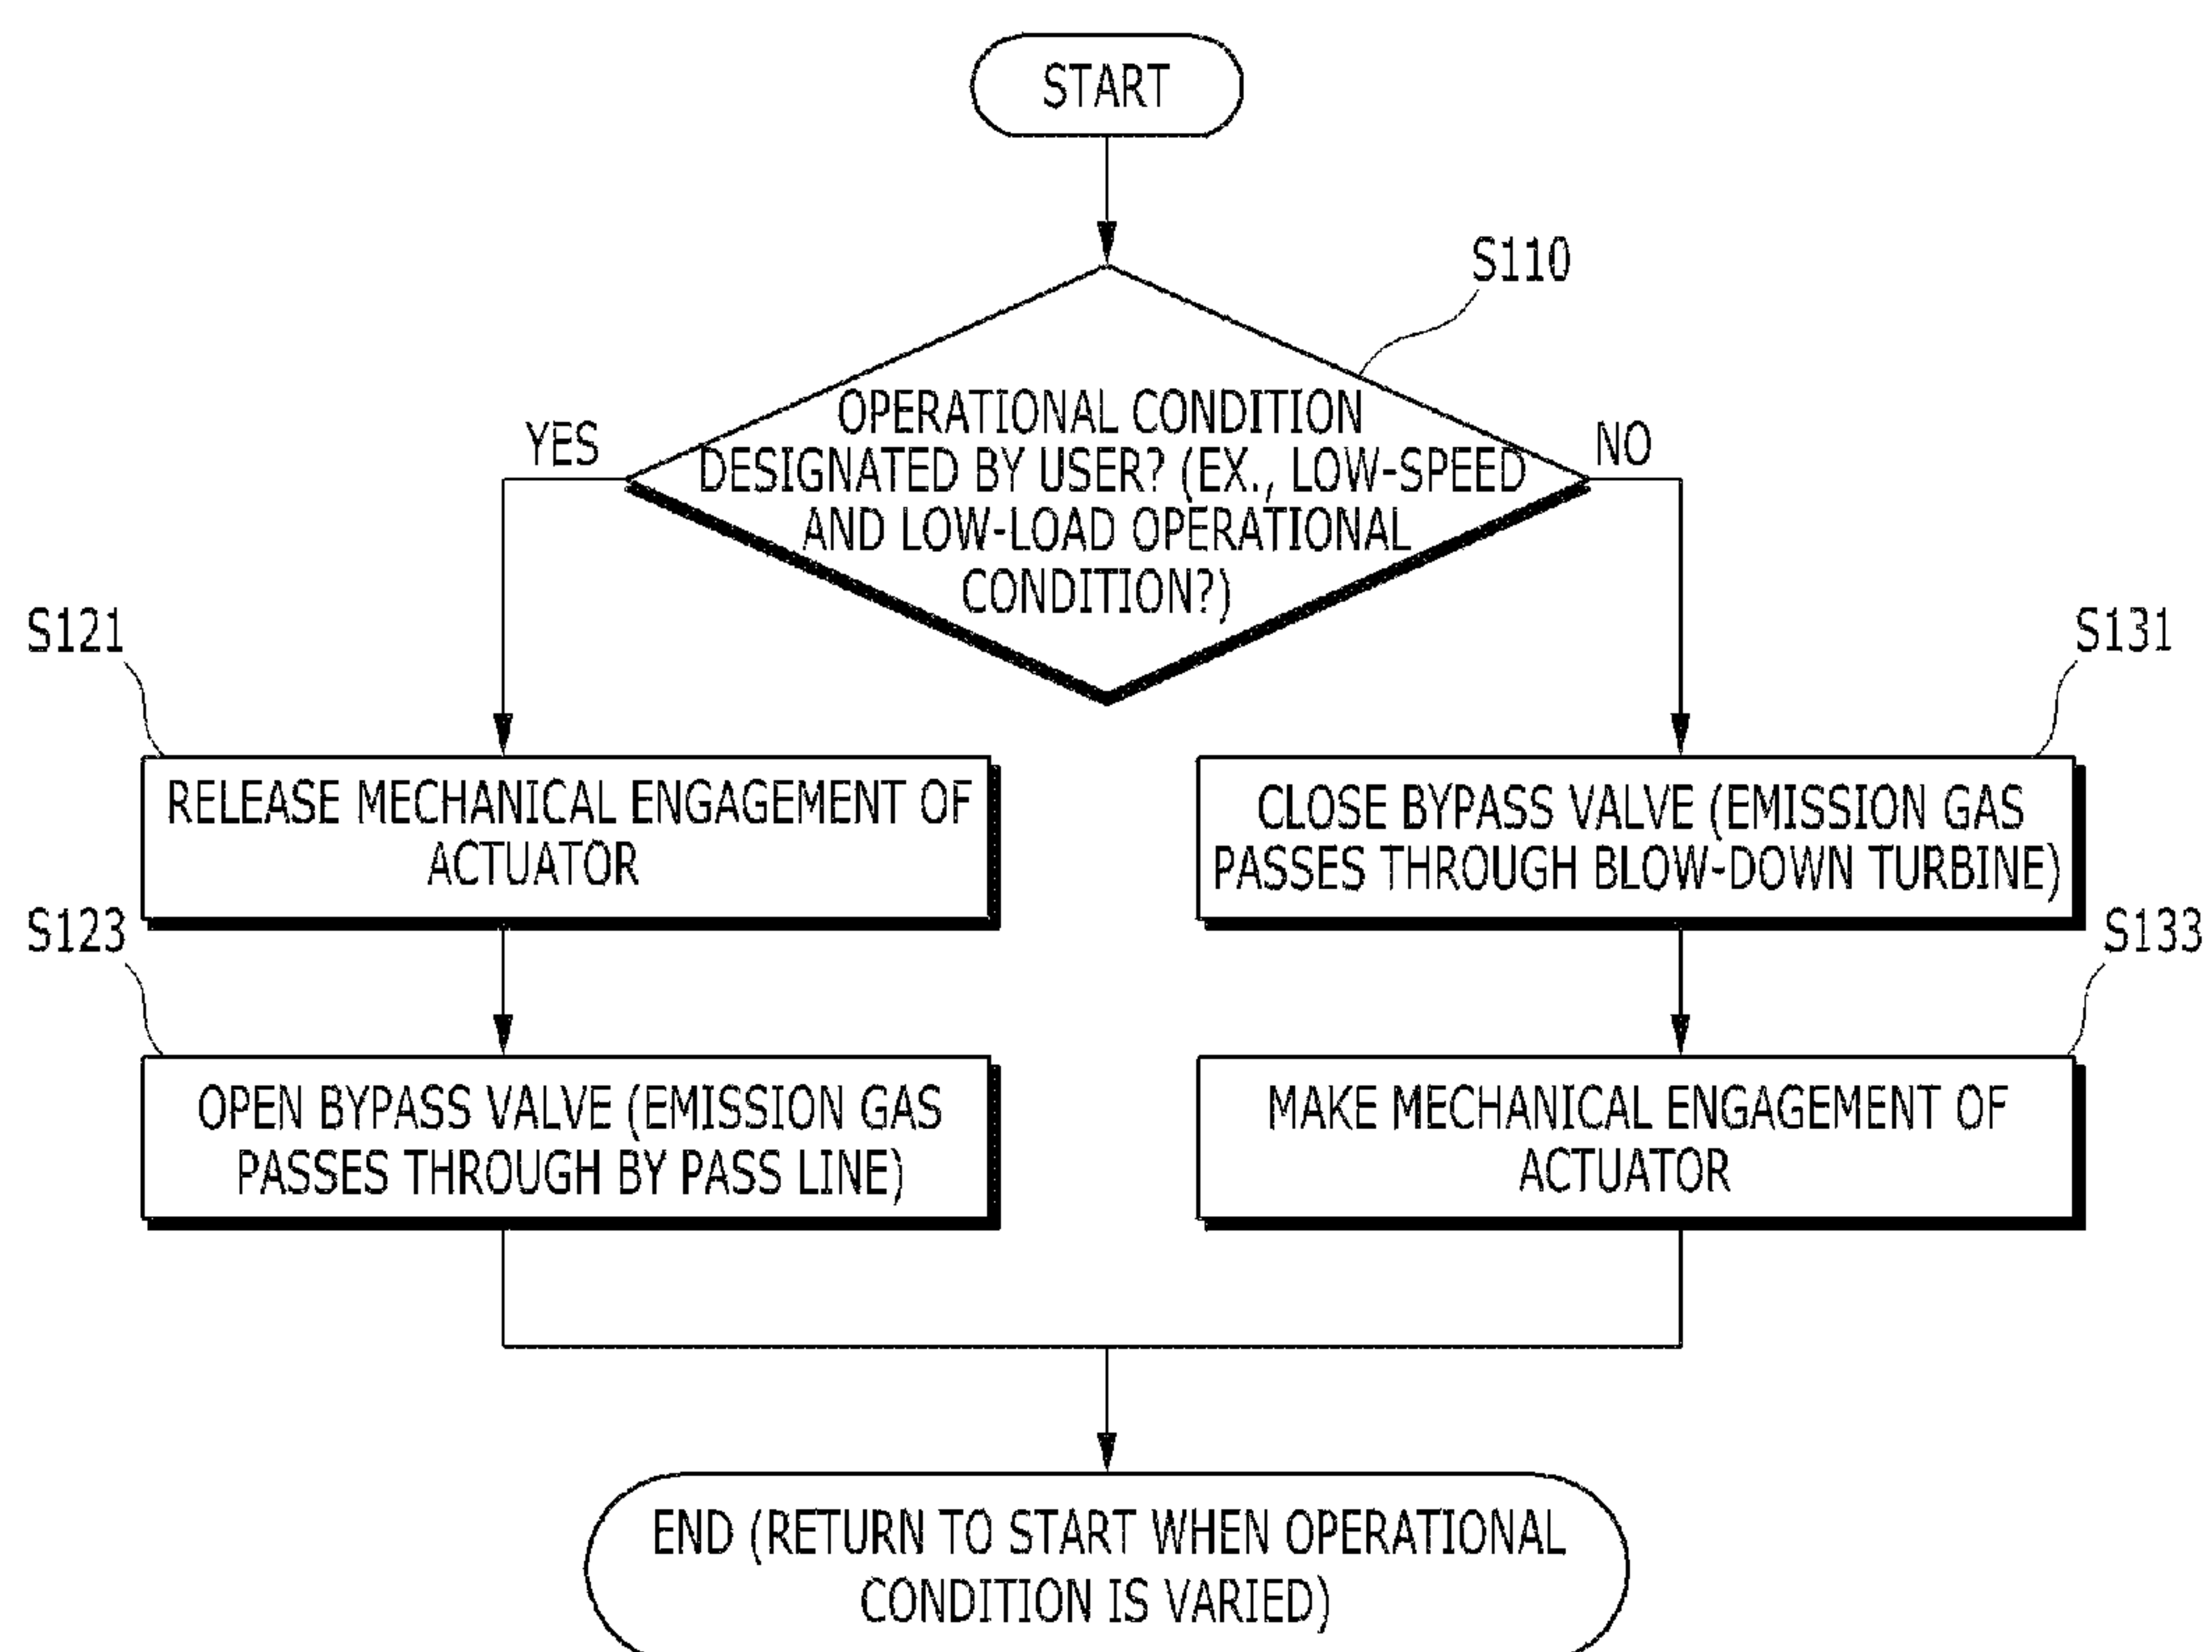 START
S110
OPERATIONAL CONDITION
DESIGNATED BY USER? (EX., LOW-SPEED
AND LOW-LOAD OPERATIONAL
CONDITION?)
YES
NO
S121
RELEASE MECHANICAL ENGAGEMENT OF
ACTUATOR
S123
OPEN BYPASS VALVE (EMISSION GAS
PASSES THROUGH BY PASS LINE)
S131
CLOSE BYPASS VALVE (EMISSION GAS
PASSES THROUGH BLOW-DOWN TURBINE)
S133
MAKE MECHANICAL ENGAGEMENT OF
ACTUATOR
END (RETURN TO START WHEN OPERATIONAL
CONDITION IS VARIED)